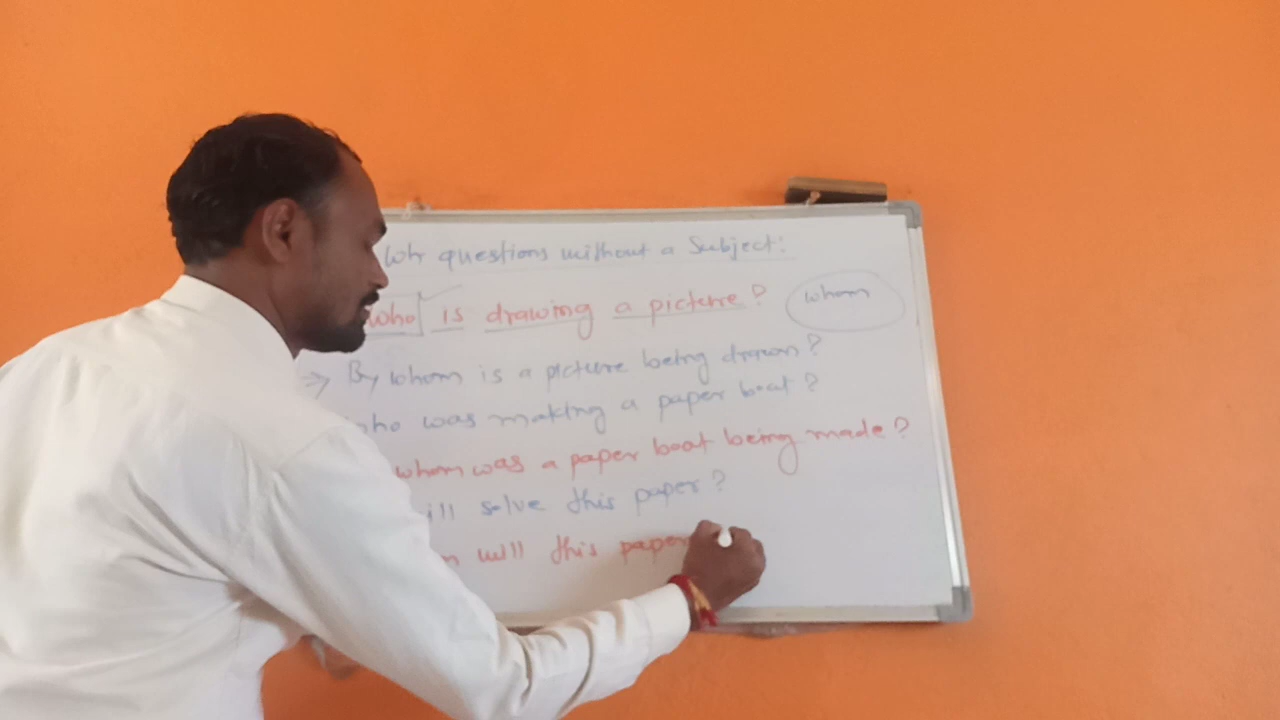 Wh questions without a Subject:
who is drawing a picture?
whom
⇒ By whom is a picture being drawn?
who was making a paper boat?
whom was a paper boat being made?
solve this paper?
will this paper